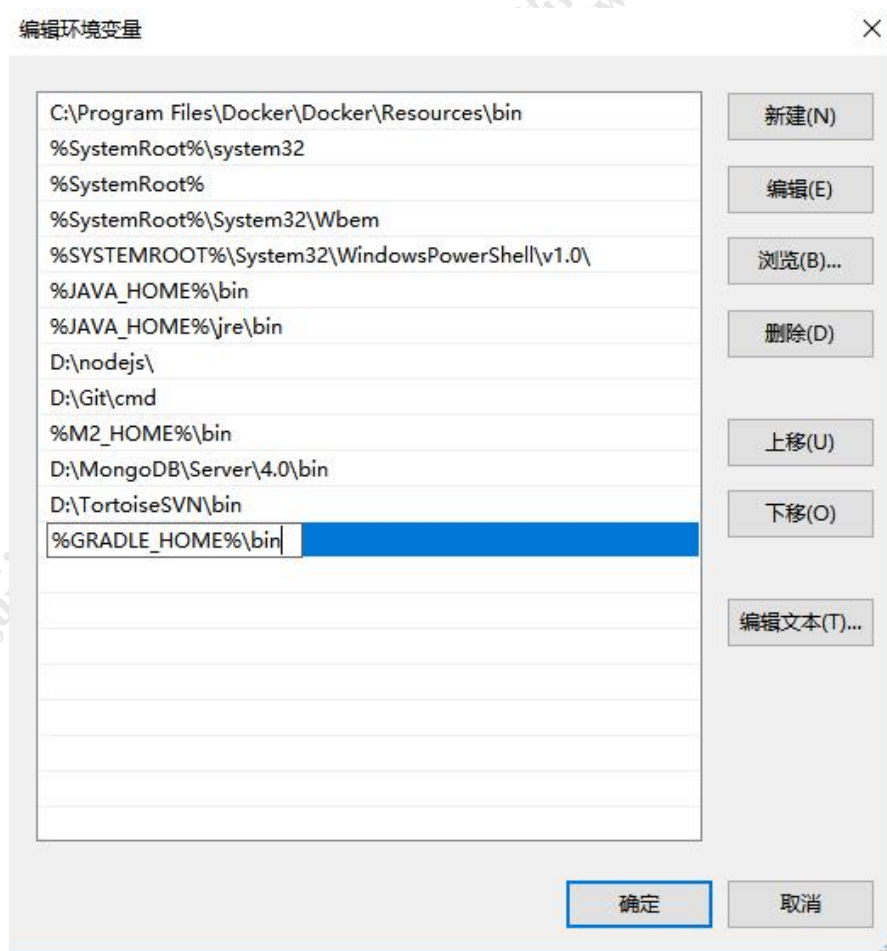 编辑环境变量
C:\Program Files\Docker\Docker\Resources\bin
%SystemRoot%\system32
%SystemRoot%
%SystemRoot%\System32\Wbem
%SYSTEMROOT%\System32\WindowsPowerShell\v1.0\
%JAVA_HOME%\bin
%JAVA_HOME%\jre\bin
D:\nodejs\
D:\Git\cmd
%M2_HOME%\bin
D:\MongoDB\Server\4.0\bin
D:\TortoiseSVN\bin
%GRADLE_HOME%\bin
新建(N)
编辑(E)
浏览(B)...
删除(D)
上移(U)
下移(O)
编辑文本(T)...
确定
取消